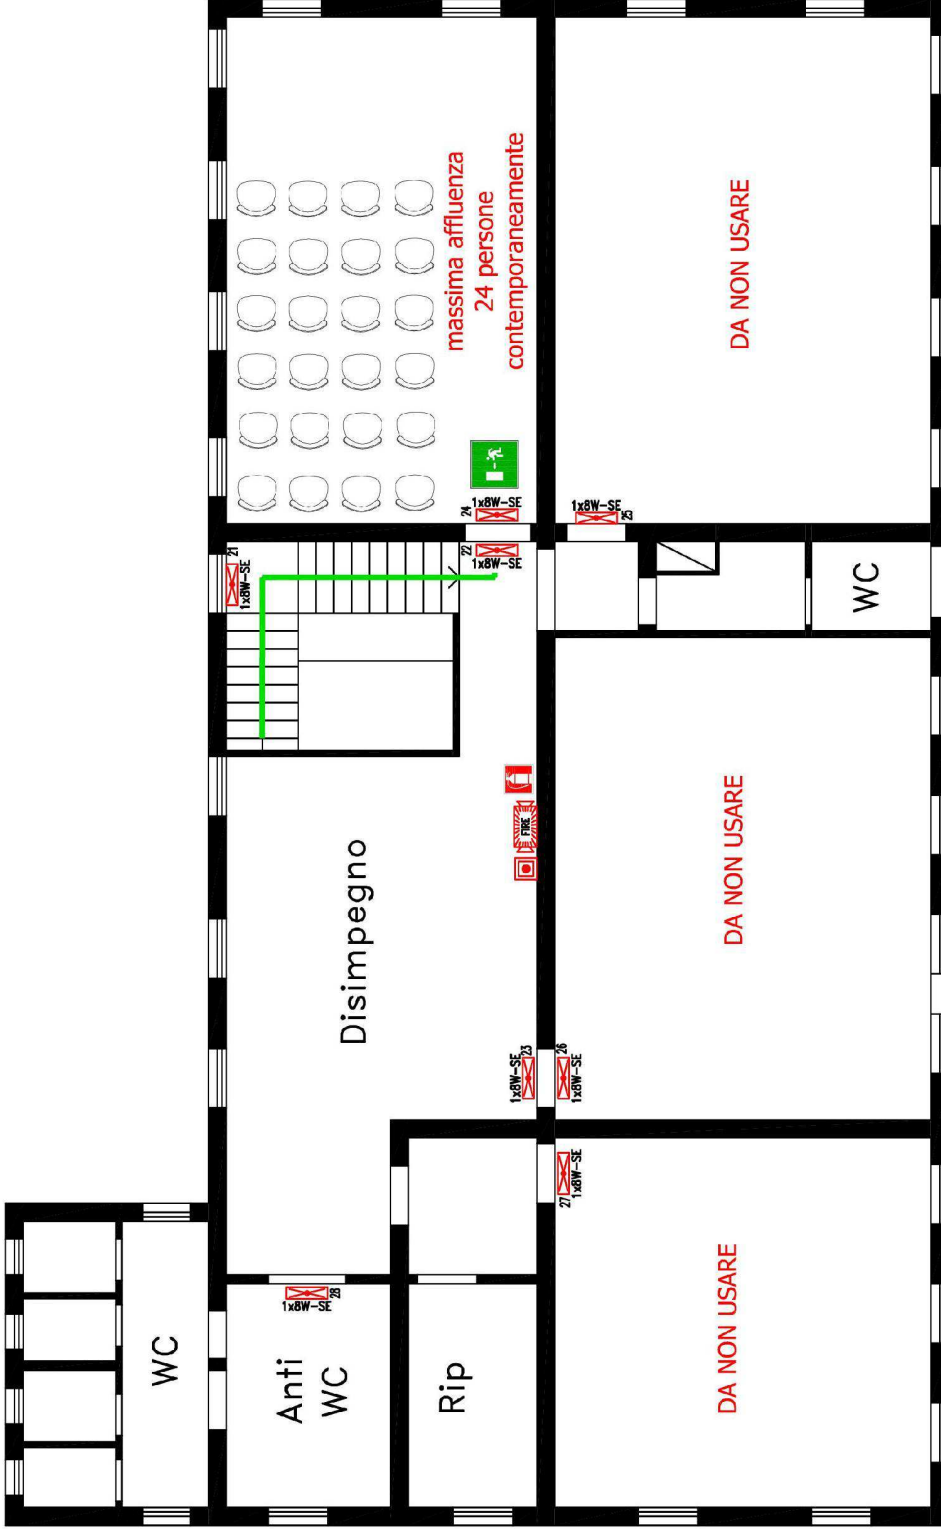 massima affluenza
24 persone
contemporaneamente
DA NON USARE
24
1x8W-SE
22
1x8W-SE
1x8W-SE
25
21
1x8W-SE
WC
FIRE
Disimpegno
DA NON USARE
1x8W-SE
23
26
1x8W-SE
27
1x8W-SE
1x8W-SE
28
WC
Anti
WC
Rip
DA NON USARE